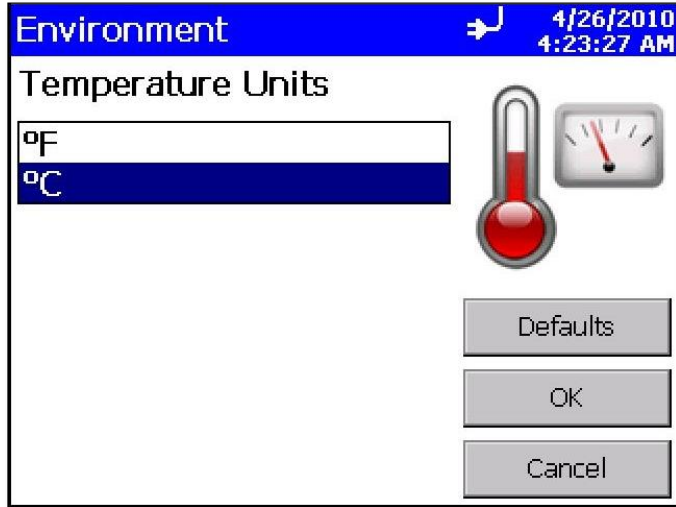 Environment
4/26/2010
4:23:27 AM
Temperature Units
ºF
ºC
Defaults
OK
Cancel